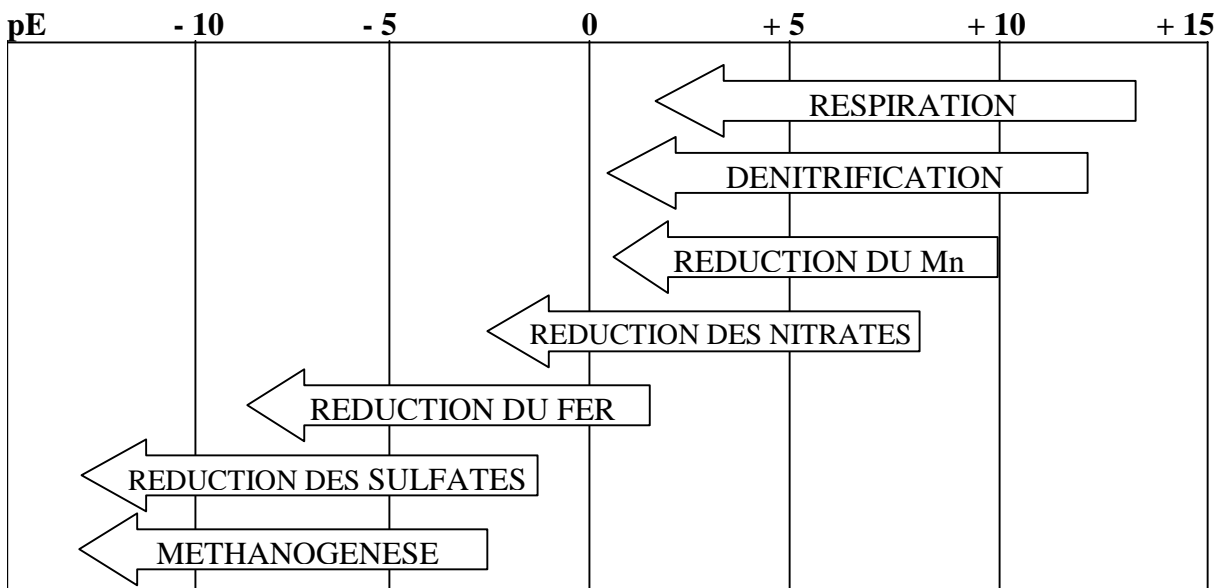 pE - 10 - 5 0 + 5 + 10 + 15
RESPIRATION
DENITRIFICATION
REDUCTION DU Mn
REDUCTION DES NITRATES
REDUCTION DU FER
REDUCTION DES SULFATES
METHANOGENESE